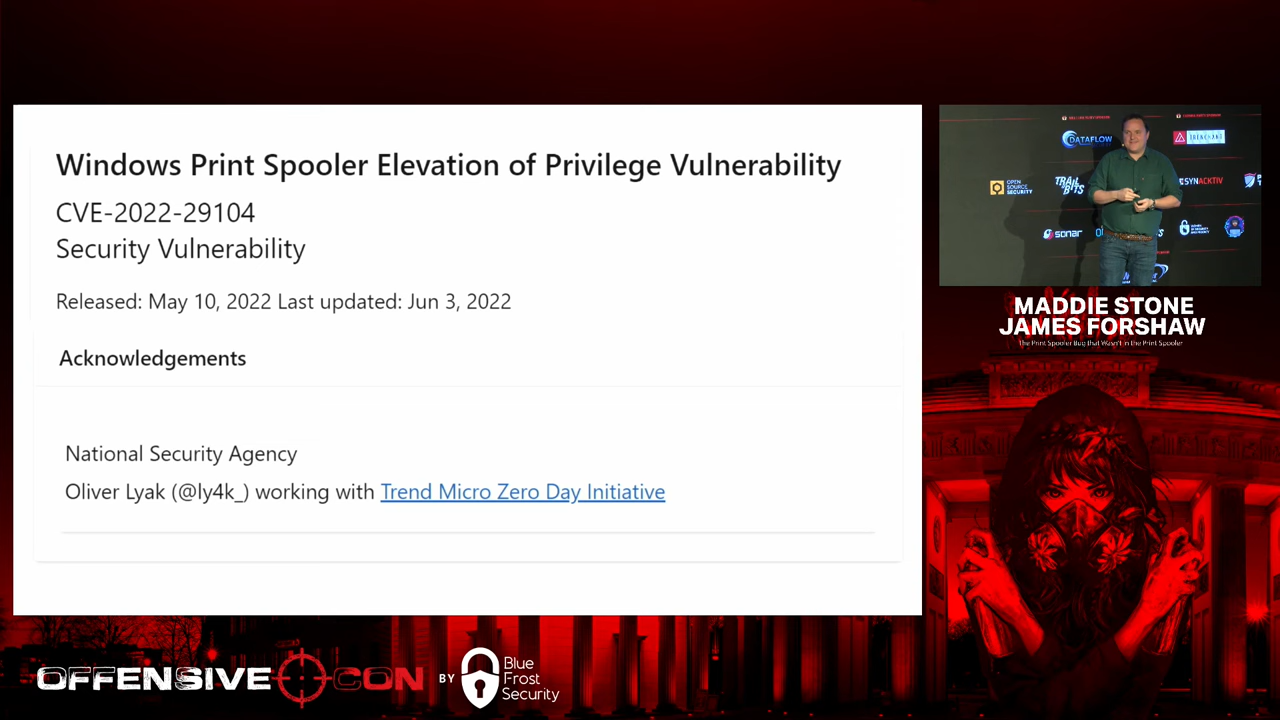 Windows Print Spooler Elevation of Privilege Vulnerability
CVE-2022-29104
Security Vulnerability
Released: May 10, 2022 Last updated: Jun 3, 2022
Acknowledgements
National Security Agency
Oliver Lyak (@ly4k_) working with Trend Micro Zero Day Initiative
DATAFLOW
OPEN SOURCE SECURITY
TRAIL BITS
SYNACKTIV
sonar
MADDIE STONE
JAMES FORSHAW
The Print Spooler Bug that Wasn't in the Print Spooler
OFFENSIVE CON
BY
Blue
Frost
Security